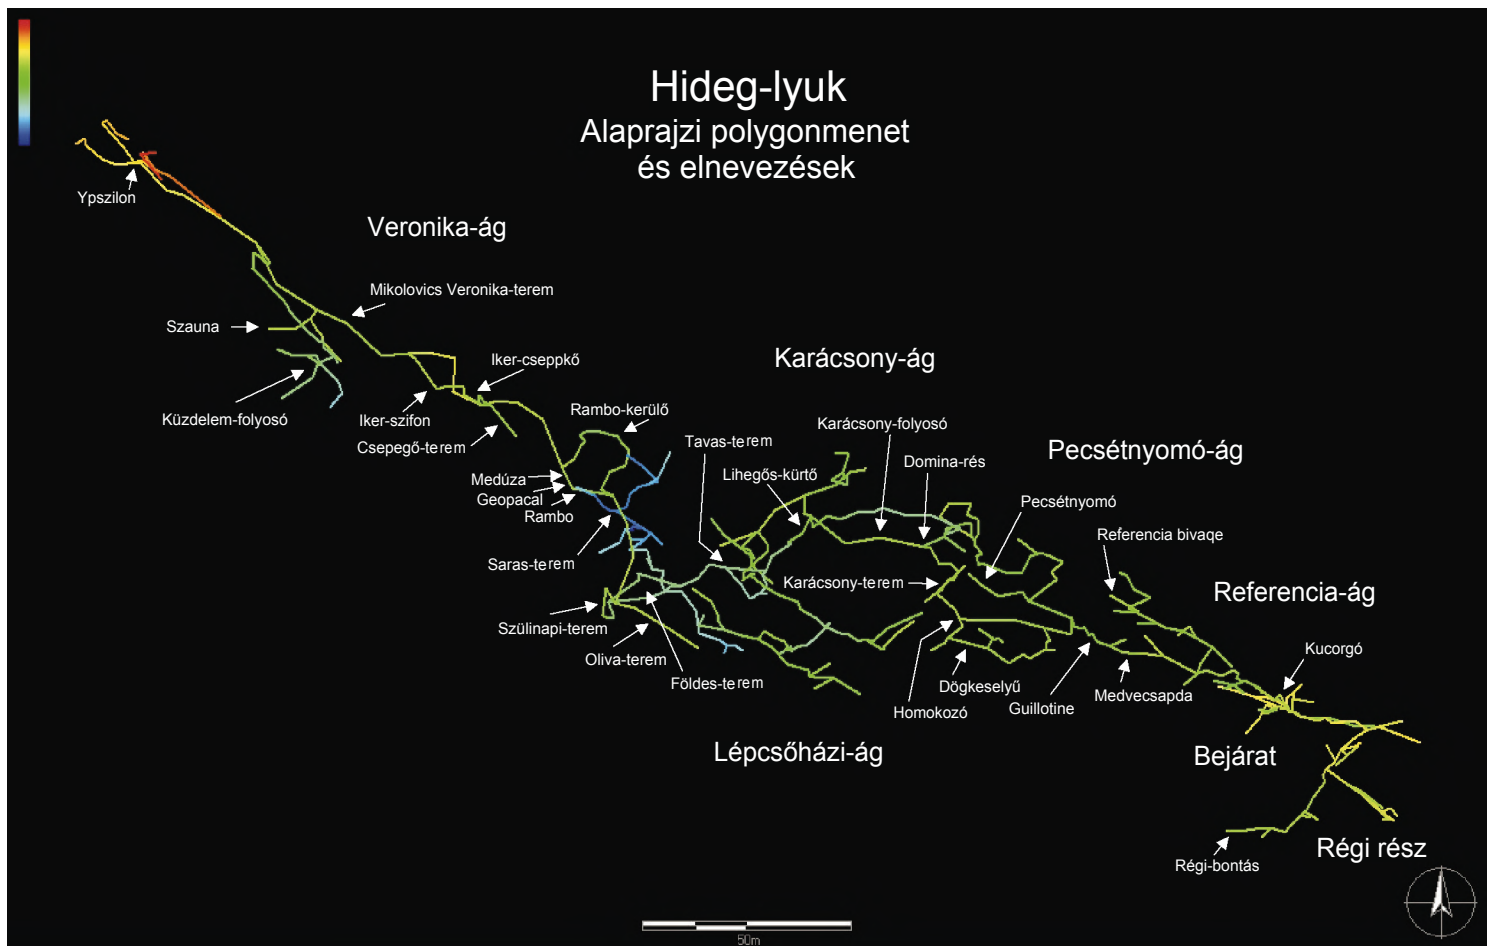 Hideg-lyuk
Alaprajzi polygonmenet
és elnevezések
Ypszilon
Veronika-ág
Mikolovics Veronika-terem
Szauna
Iker-cseppkő
Karácsony-ág
Küzdelem-folyosó
Iker-szifon
Csepegő-terem
Rambo-kerülő
Tavas-terem
Karácsony-folyosó
Pecsétnyomó-ág
Lihegős-kürtő
Domina-rés
Medúza
Geopacal
Rambo
Pecsétnyomó
Referencia bivaqe
Saras-terem
Karácsony-terem
Referencia-ág
Szülinapi-terem
Oliva-terem
Földes-terem
Kucorgó
Dögkeselyű
Homokozó
Guillotine
Medvecsapda
Lépcsőházi-ág
Bejárat
Régi rész
Régi-bontás
50m